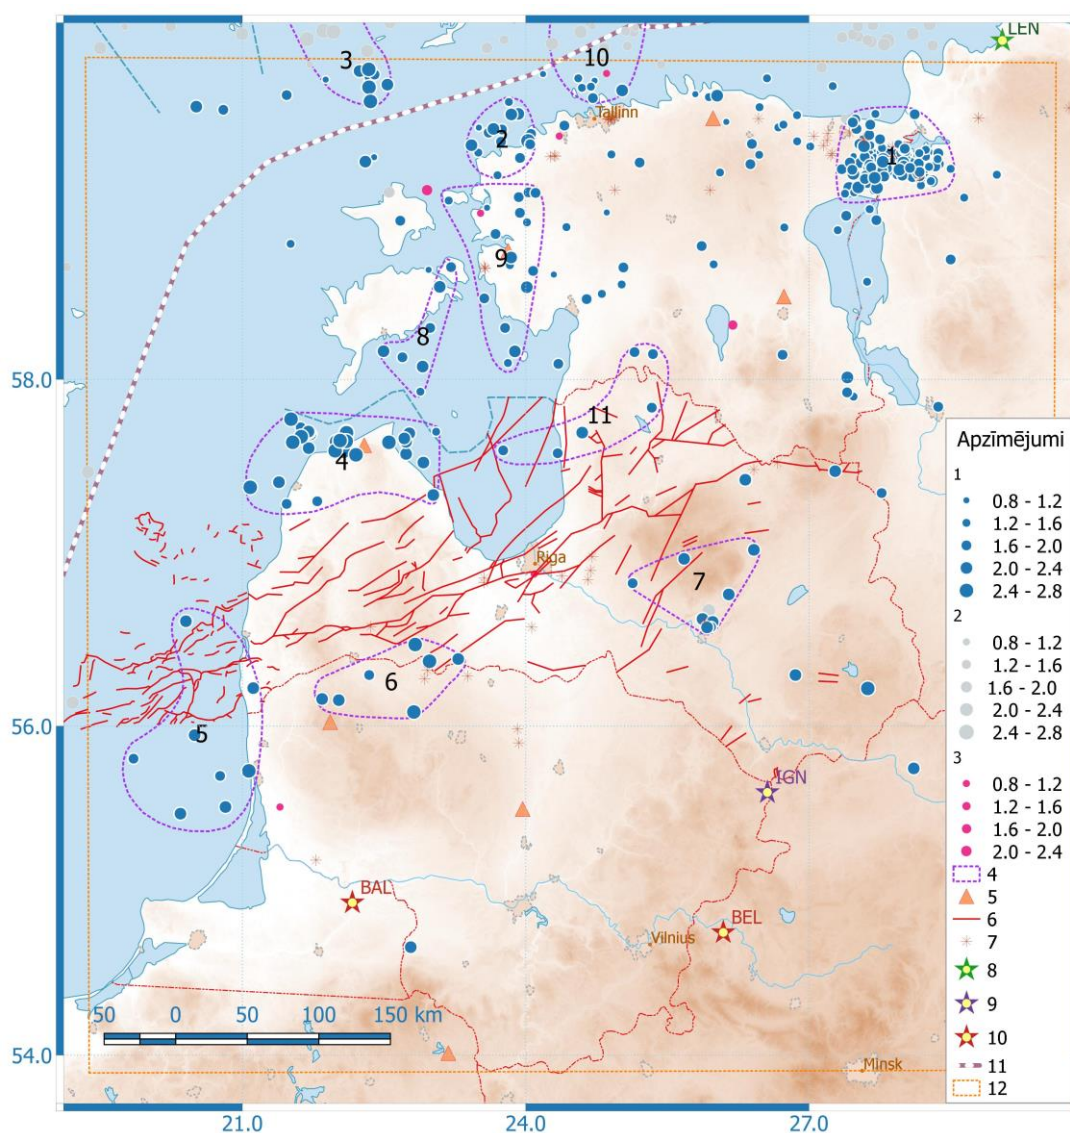 LEN
10
3
Tallinn
2
1
9
8
58.0
11
4
Riga
7
6
5
56.0
IGN
BAL
BEL
Vilnius
50 0 50 100 150 km
54.0
Minsk
21.0 24.0 27.0
Apzīmējumi
1
0.8 - 1.2
1.2 - 1.6
1.6 - 2.0
2.0 - 2.4
2.4 - 2.8
2
0.8 - 1.2
1.2 - 1.6
1.6 - 2.0
2.0 - 2.4
2.4 - 2.8
3
0.8 - 1.2
1.2 - 1.6
1.6 - 2.0
2.0 - 2.4
4
5
6
7
8
9
10
11
12